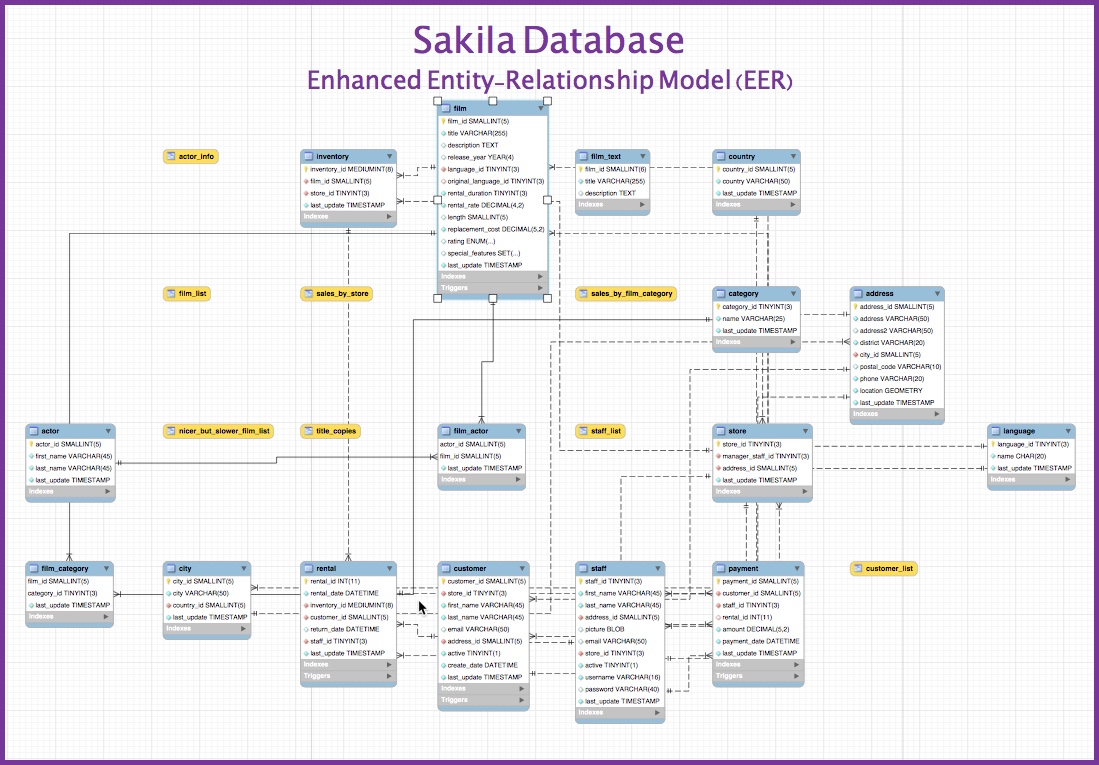 Sakila Database
Enhanced Entity-Relationship Model (EER)
film
film_id SMALLINT(5)
title VARCHAR(255)
description TEXT
release_year YEAR(4)
language_id TINYINT(3)
original_language_id TINYINT(3)
rental_duration TINYINT(3)
rental_rate DECIMAL(4,2)
length SMALLINT(5)
replacement_cost DECIMAL(5,2)
rating ENUM(...)
special_features SET(...)
last_update TIMESTAMP
Indexes
Triggers
actor_info
inventory
inventory_id MEDIUMINT(8)
film_id SMALLINT(5)
store_id TINYINT(3)
last_update TIMESTAMP
Indexes
film_text
film_id SMALLINT(6)
title VARCHAR(255)
description TEXT
Indexes
country
country_id SMALLINT(5)
country VARCHAR(50)
last_update TIMESTAMP
Indexes
film_list
sales_by_store
sales_by_film_category
category
category_id TINYINT(3)
name VARCHAR(25)
last_update TIMESTAMP
Indexes
address
address_id SMALLINT(5)
address VARCHAR(50)
address2 VARCHAR(50)
district VARCHAR(20)
city_id SMALLINT(5)
postal_code VARCHAR(10)
phone VARCHAR(20)
location GEOMETRY
last_update TIMESTAMP
Indexes
actor
actor_id SMALLINT(5)
first_name VARCHAR(45)
last_name VARCHAR(45)
last_update TIMESTAMP
Indexes
nicer_but_slower_film_list
title_copies
film_actor
actor_id SMALLINT(5)
film_id SMALLINT(5)
last_update TIMESTAMP
Indexes
staff_list
store
store_id TINYINT(3)
manager_staff_id TINYINT(3)
address_id SMALLINT(5)
last_update TIMESTAMP
Indexes
language
language_id TINYINT(3)
name CHAR(20)
last_update TIMESTAMP
Indexes
film_category
film_id SMALLINT(5)
category_id TINYINT(3)
last_update TIMESTAMP
Indexes
city
city_id SMALLINT(5)
city VARCHAR(50)
country_id SMALLINT(5)
last_update TIMESTAMP
Indexes
rental
rental_id INT(11)
rental_date DATETIME
inventory_id MEDIUMINT(8)
customer_id SMALLINT(5)
return_date DATETIME
staff_id TINYINT(3)
last_update TIMESTAMP
Indexes
Triggers
customer
customer_id SMALLINT(5)
store_id TINYINT(3)
first_name VARCHAR(45)
last_name VARCHAR(45)
email VARCHAR(50)
address_id SMALLINT(5)
active TINYINT(1)
create_date DATETIME
last_update TIMESTAMP
Indexes
Triggers
staff
staff_id TINYINT(3)
first_name VARCHAR(45)
last_name VARCHAR(45)
address_id SMALLINT(5)
picture BLOB
email VARCHAR(50)
store_id TINYINT(3)
active TINYINT(1)
username VARCHAR(16)
password VARCHAR(40)
last_update TIMESTAMP
Indexes
payment
payment_id SMALLINT(5)
customer_id SMALLINT(5)
staff_id TINYINT(3)
rental_id INT(11)
amount DECIMAL(5,2)
payment_date DATETIME
last_update TIMESTAMP
Indexes
Triggers
customer_list